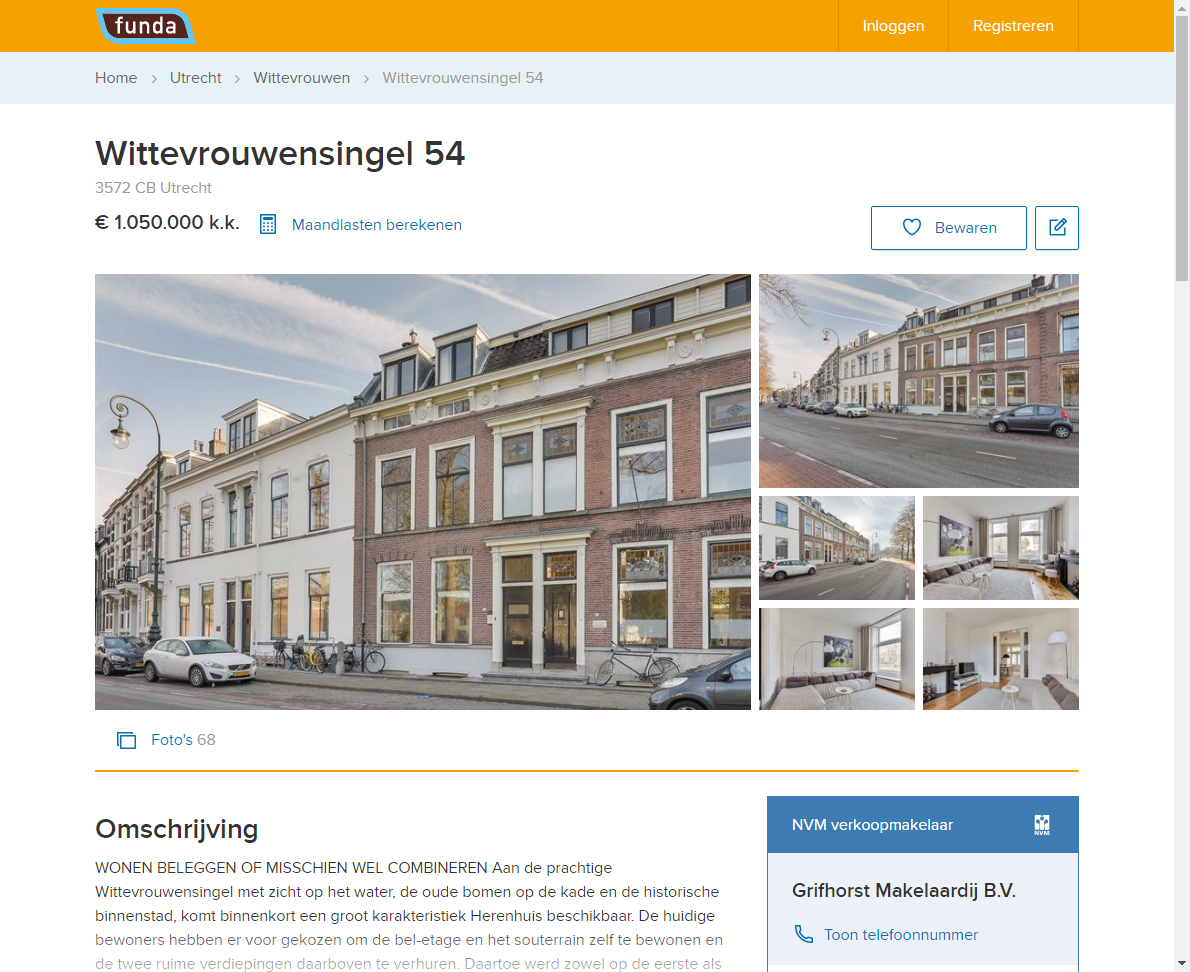 funda
Inloggen
Registreren
Home > Utrecht > Wittevrouwen > Wittevrouwensingel 54
Wittevrouwensingel 54
3572 CB Utrecht
€ 1.050.000 k.k.
Maandlasten berekenen
Bewaren
Foto's 68
Omschrijving
WONEN BELEGGEN OF MISSCHIEN WEL COMBINEREN Aan de prachtige
Wittevrouwensingel met zicht op het water, de oude bomen op de kade en de historische
binnenstad, komt binnenkort een groot karakteristiek Herenhuis beschikbaar. De huidige
bewoners hebben er voor gekozen om de bel-etage en het souterrain zelf te bewonen en
de twee ruime verdiepingen daarboven te verhuren. Daartoe werd zowel op de eerste als
NVM verkoopmakelaar
NVM
Grifhorst Makelaardij B.V.
Toon telefoonnummer